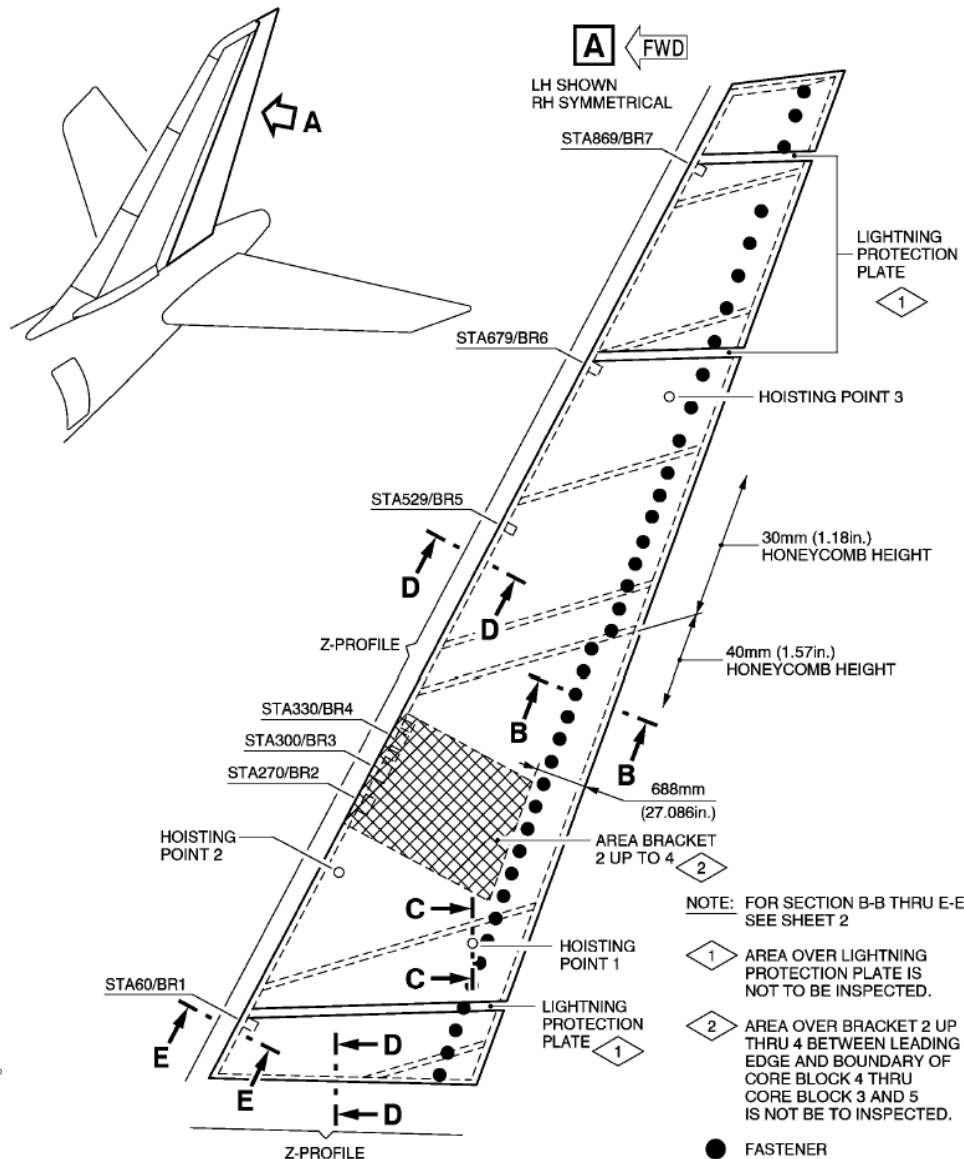 A
A
FWD
LH SHOWN
RH SYMMETRICAL
STA869/BR7
LIGHTNING
PROTECTION
PLATE
1
STA679/BR6
HOISTING POINT 3
STA529/BR5
30mm (1.18in.)
HONEYCOMB HEIGHT
D
D
Z-PROFILE
40mm (1.57in.)
HONEYCOMB HEIGHT
STA330/BR4
B
B
STA300/BR3
STA270/BR2
688mm
(27.086in.)
HOISTING
POINT 2
AREA BRACKET
2 UP TO 4
2
C
NOTE: FOR SECTION B-B THRU E-E
SEE SHEET 2
HOISTING
POINT 1
C
1 AREA OVER LIGHTNING
PROTECTION PLATE IS
NOT TO BE INSPECTED.
STA60/BR1
LIGHTNING
PROTECTION
PLATE
1
E
E
D
D
2 AREA OVER BRACKET 2 UP
THRU 4 BETWEEN LEADING
EDGE AND BOUNDARY OF
CORE BLOCK 4 THRU
CORE BLOCK 3 AND 5
IS NOT BE TO INSPECTED.
Z-PROFILE
FASTENER